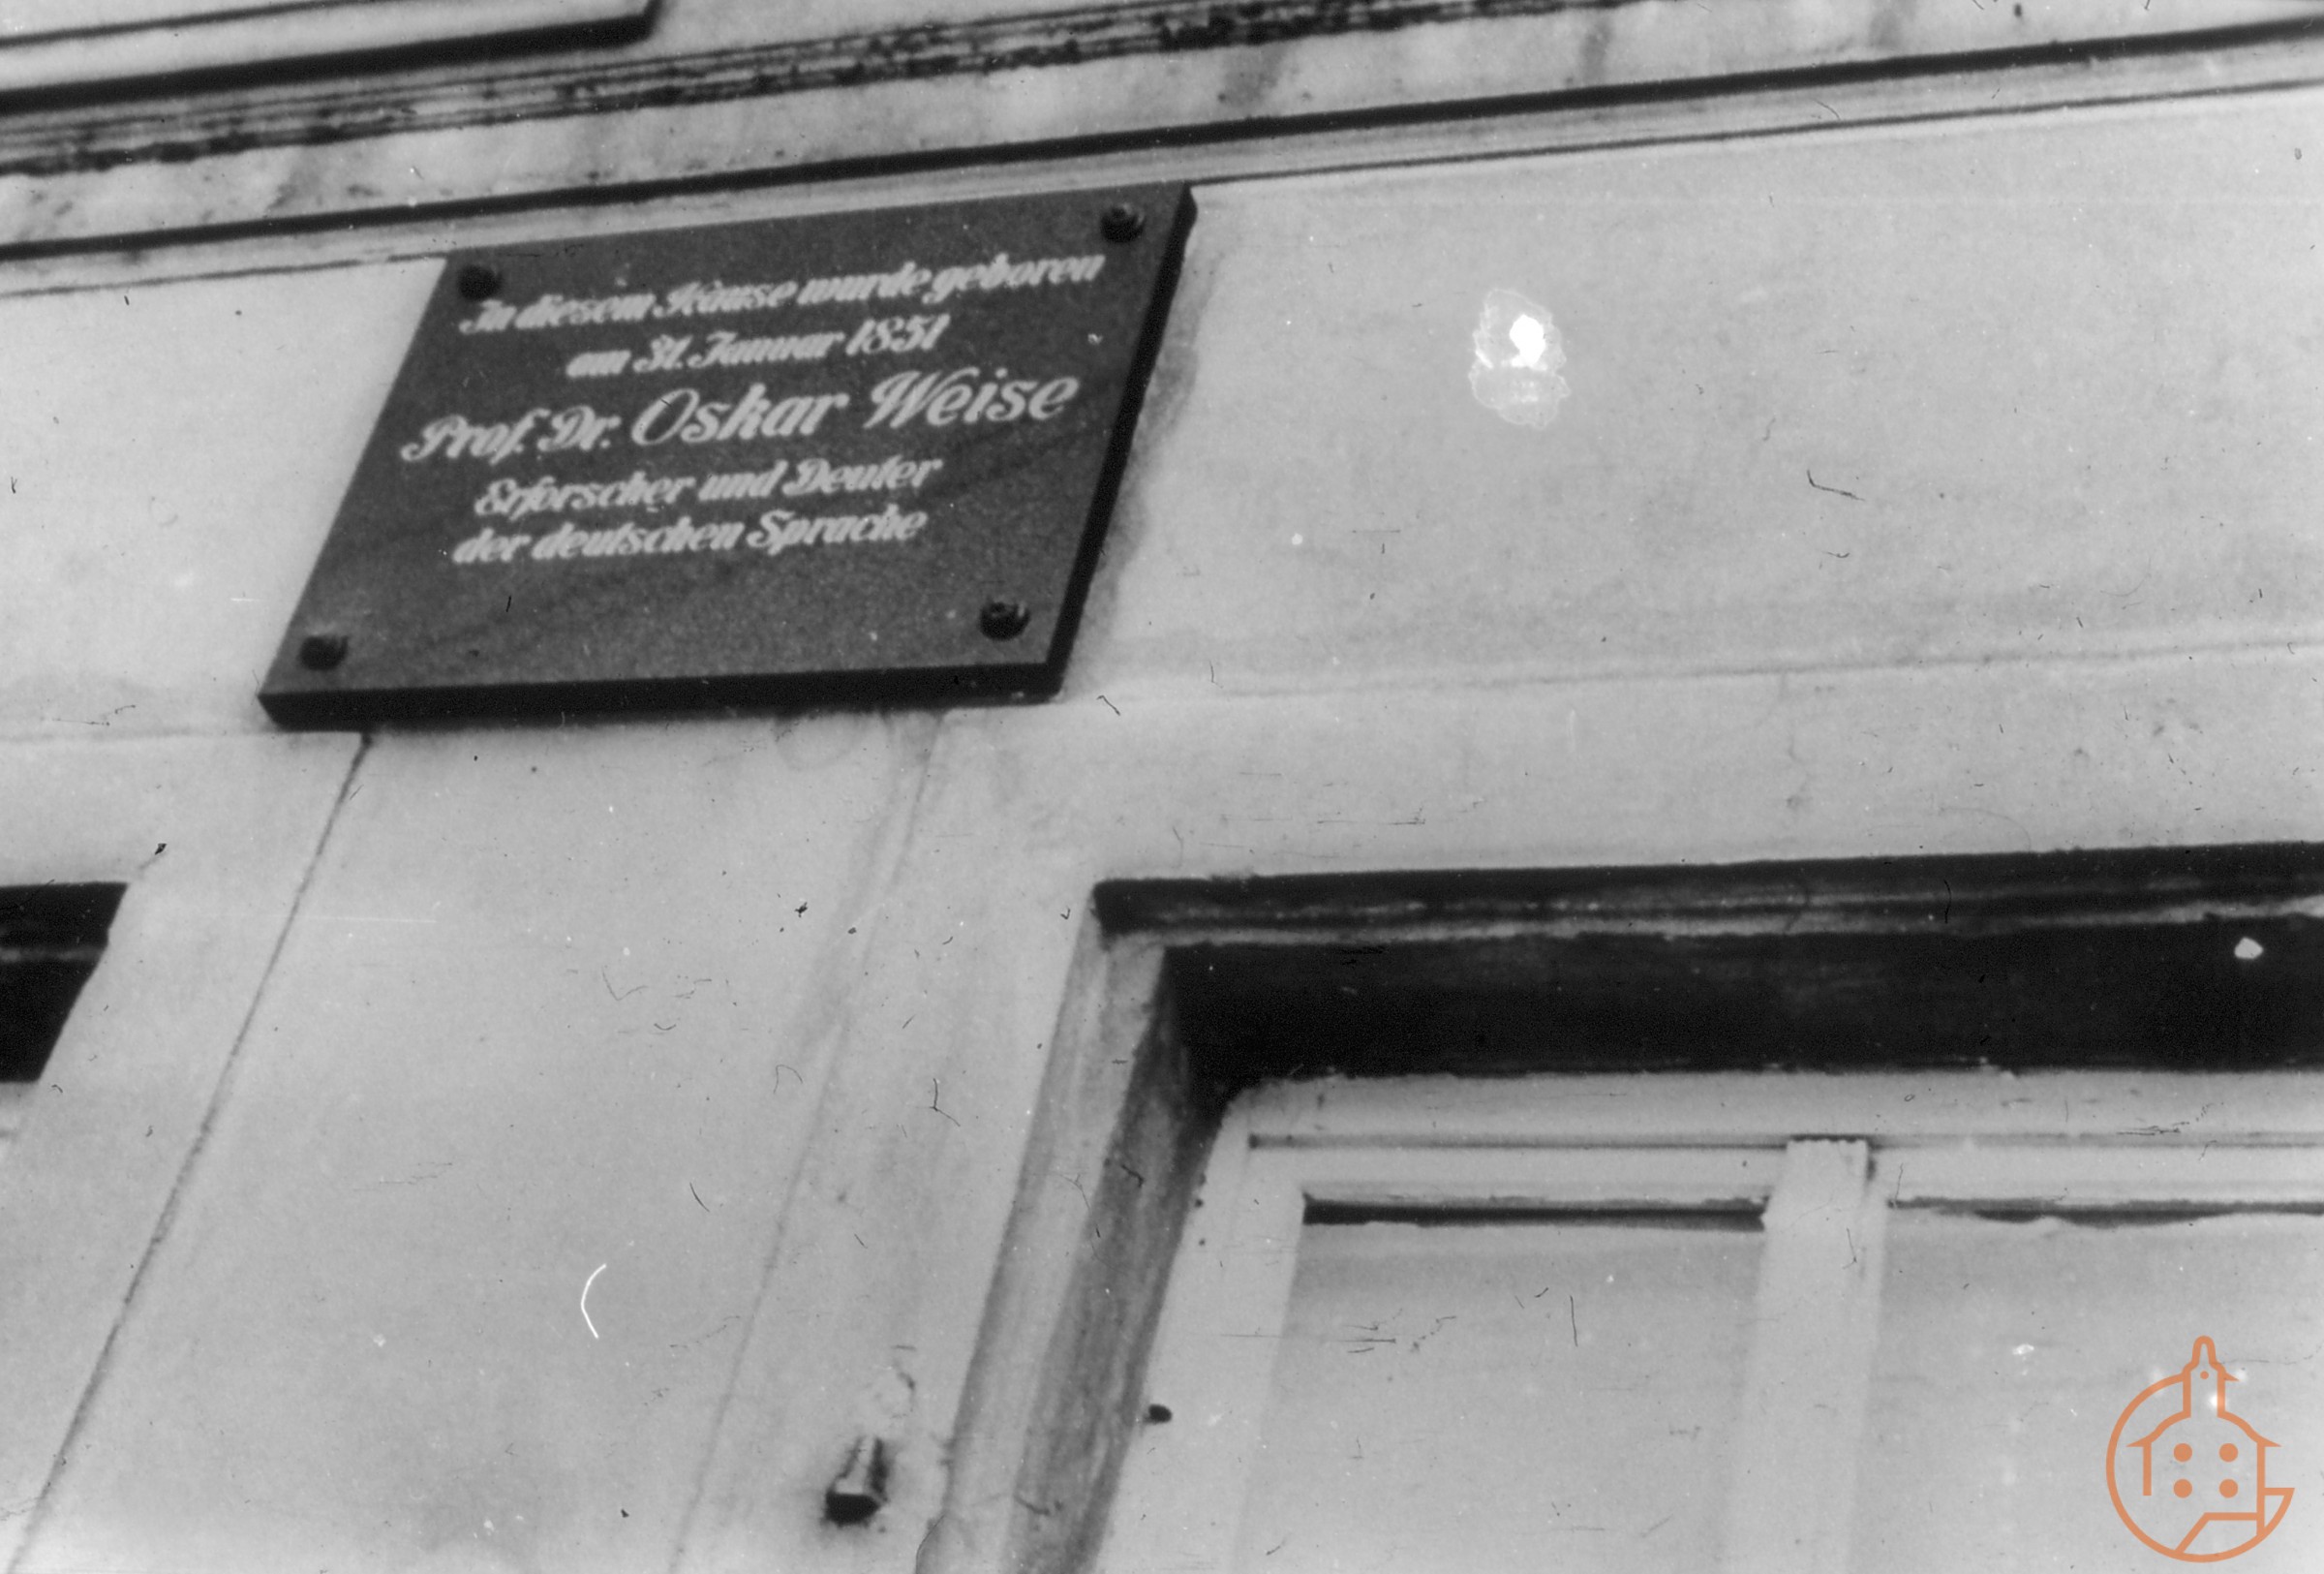 In diesem Hause wurde geboren
am 31. Januar 1851
Prof. Dr. Oskar Weise
Erforscher und Deuter
der deutschen Sprache